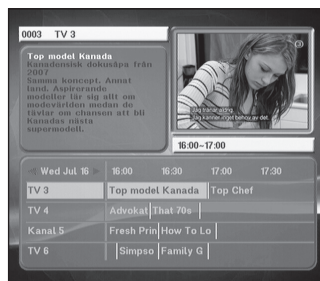 0003 TV 3
Top model Kanada
Kanadensisk dokusåpa från
2007
Samma koncept. Annat
land. Aspirerande
modeller lär sig allt om
modevärlden medan de
tävlar om chansen att bli
Kanadas nästa
supermodell.
Jag tränar aldrig.
Jag känner inget behov av det.
16:00-17:00
Wed Jul 16 16:00 16:30 17:00 17:30
TV 3 Top model Kanada Top Chef
TV 4 Advokat That 70s
Kanal 5 Fresh Prin How To Lo
TV 6 Simpso Family G